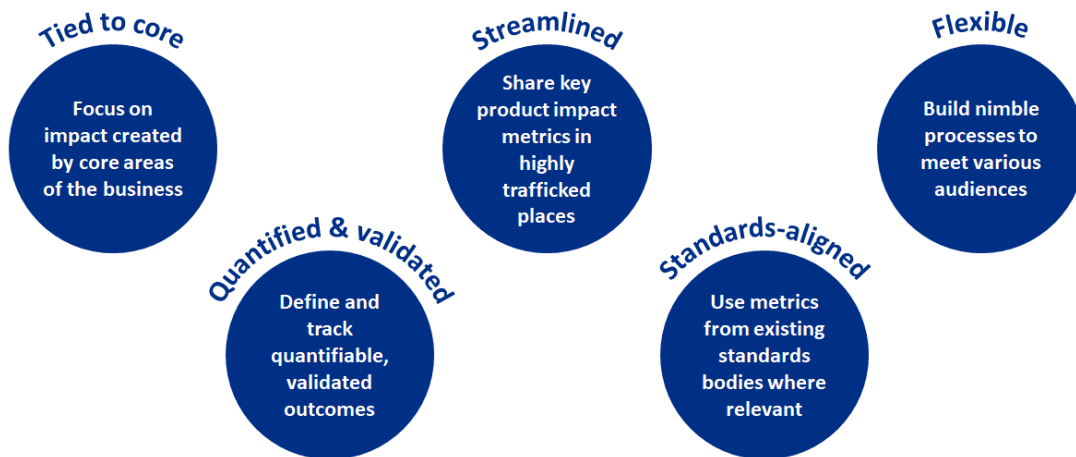 Tied to core
Focus on
impact created
by core areas
of the business
Quantified & validated
Define and
track
quantifiable,
validated
outcomes
Streamlined
Share key
product impact
metrics in
highly
trafficked
places
Standards-aligned
Use metrics
from existing
standards
bodies where
relevant
Flexible
Build nimble
processes to
meet various
audiences